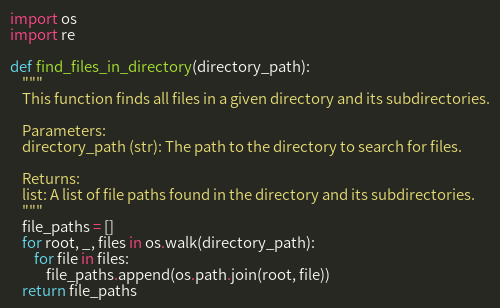 import os
import re

def find_files_in_directory(directory_path):
    """
    This function finds all files in a given directory and its subdirectories.

    Parameters:
    directory_path (str): The path to the directory to search for files.

    Returns:
    list: A list of file paths found in the directory and its subdirectories.
    """
    file_paths = []
    for root, _, files in os.walk(directory_path):
        for file in files:
            file_paths.append(os.path.join(root, file))
    return file_paths